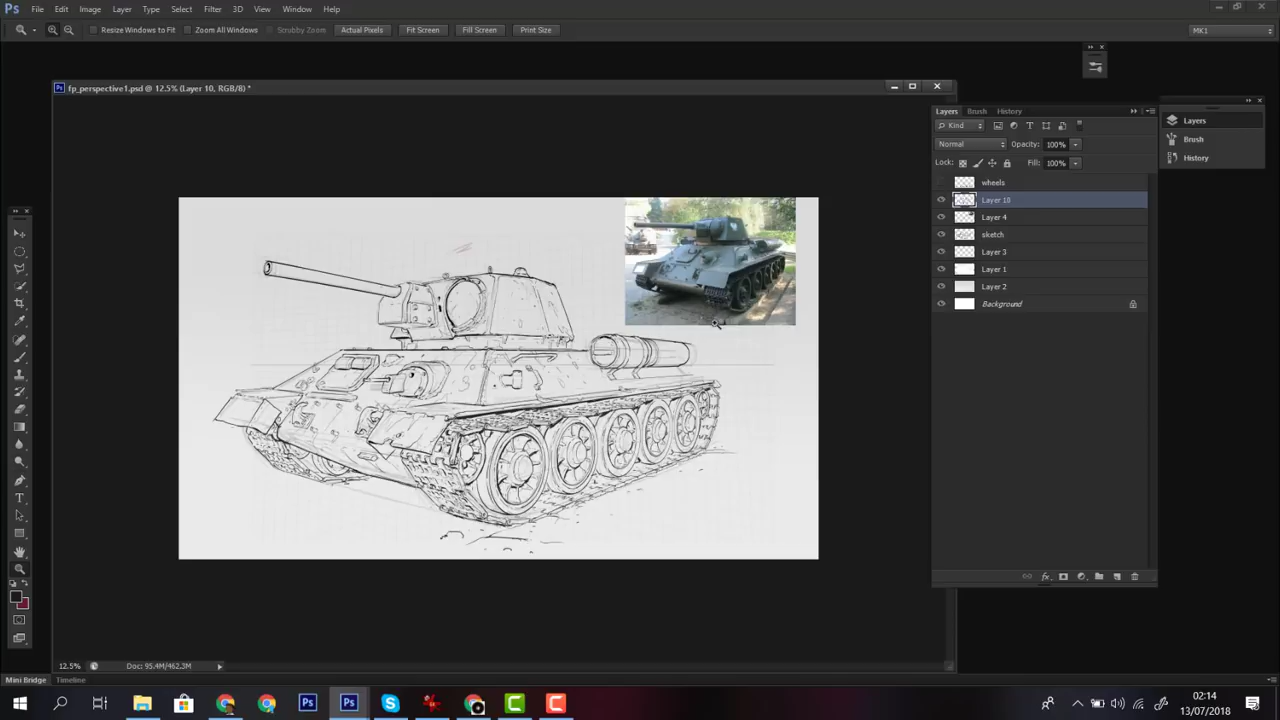 Ps File Edit Image Layer Type Select Filter 3D View Window Help
Resize Windows to Fit Zoom All Windows Scrubby Zoom Actual Pixels Fit Screen Fill Screen Print Size MK1
Ps fp_perspective1.psd @ 12.5% (Layer 10, RGB/8) *
Layers Brush History
Kind
Normal Opacity: 100%
Lock: Fill: 100%
wheels
Layer 10
Layer 4
sketch
Layer 3
Layer 1
Layer 2
Background
fx
Layers
Brush
History
12.5% Doc: 95.4M/462.3M
Mini Bridge Timeline
Ps Ps
02:14
13/07/2018